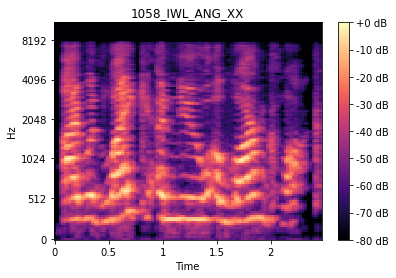 1058_IWL_ANG_XX
+0 dB
8192
-10 dB
4096
-20 dB
-30 dB
2048
Hz
-40 dB
1024
-50 dB
512
-60 dB
-70 dB
0
-80 dB
0 0.5 1 1.5 2
Time